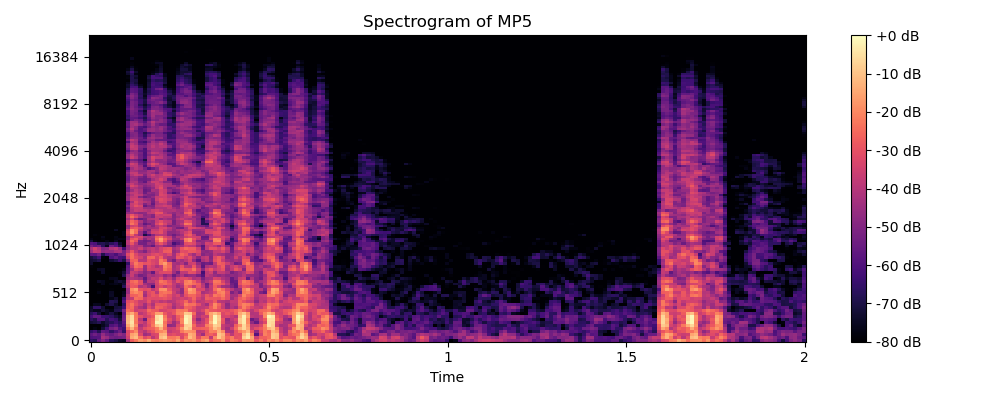 Spectrogram of MP5
Hz
16384
8192
4096
2048
1024
512
0
0 0.5 1 1.5 2
Time
+0 dB
-10 dB
-20 dB
-30 dB
-40 dB
-50 dB
-60 dB
-70 dB
-80 dB